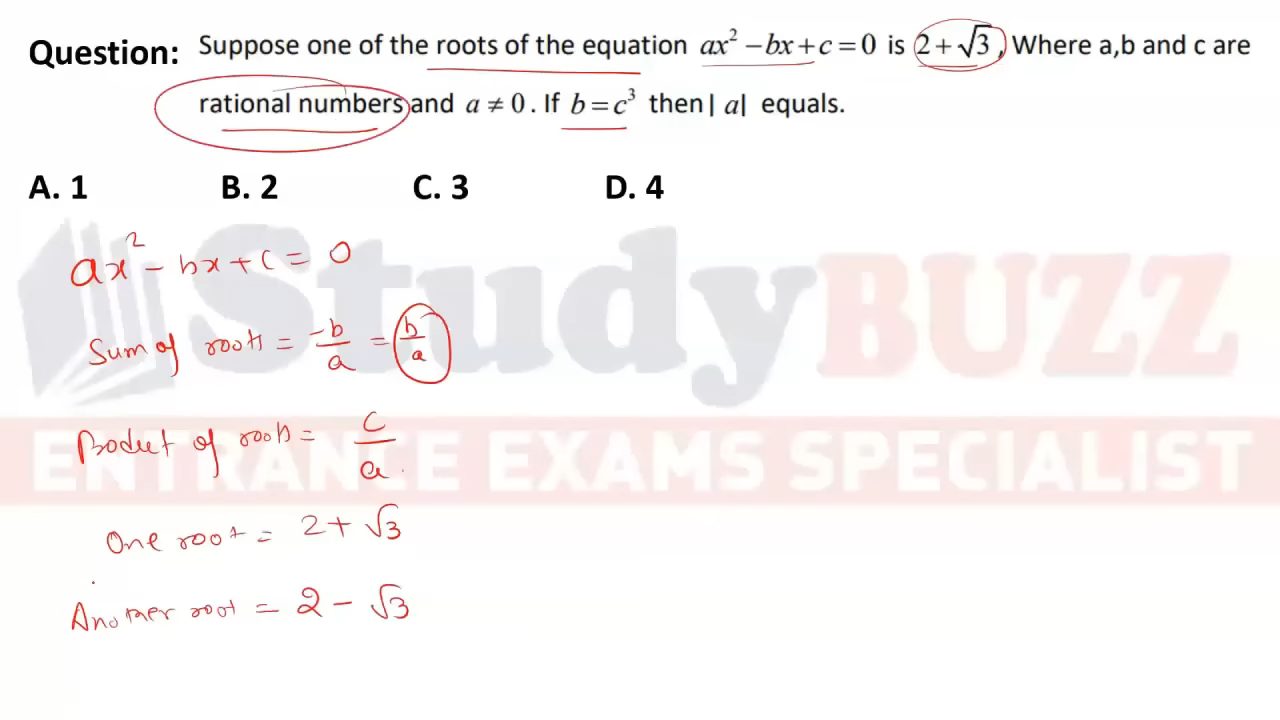 Question: Suppose one of the roots of the equation ax² − bx + c = 0 is 2 + √3, Where a,b and c are
rational numbers and a ≠ 0. If b = c³ then | a| equals.
A. 1 B. 2 C. 3 D. 4
ax² − bx + c = 0
Sum of roots = −b/a = b/a
Product of roots = c/a
One root = 2 + √3
Another root = 2 − √3
StudyBUZZ
ENTRANCE EXAMS SPECIALIST